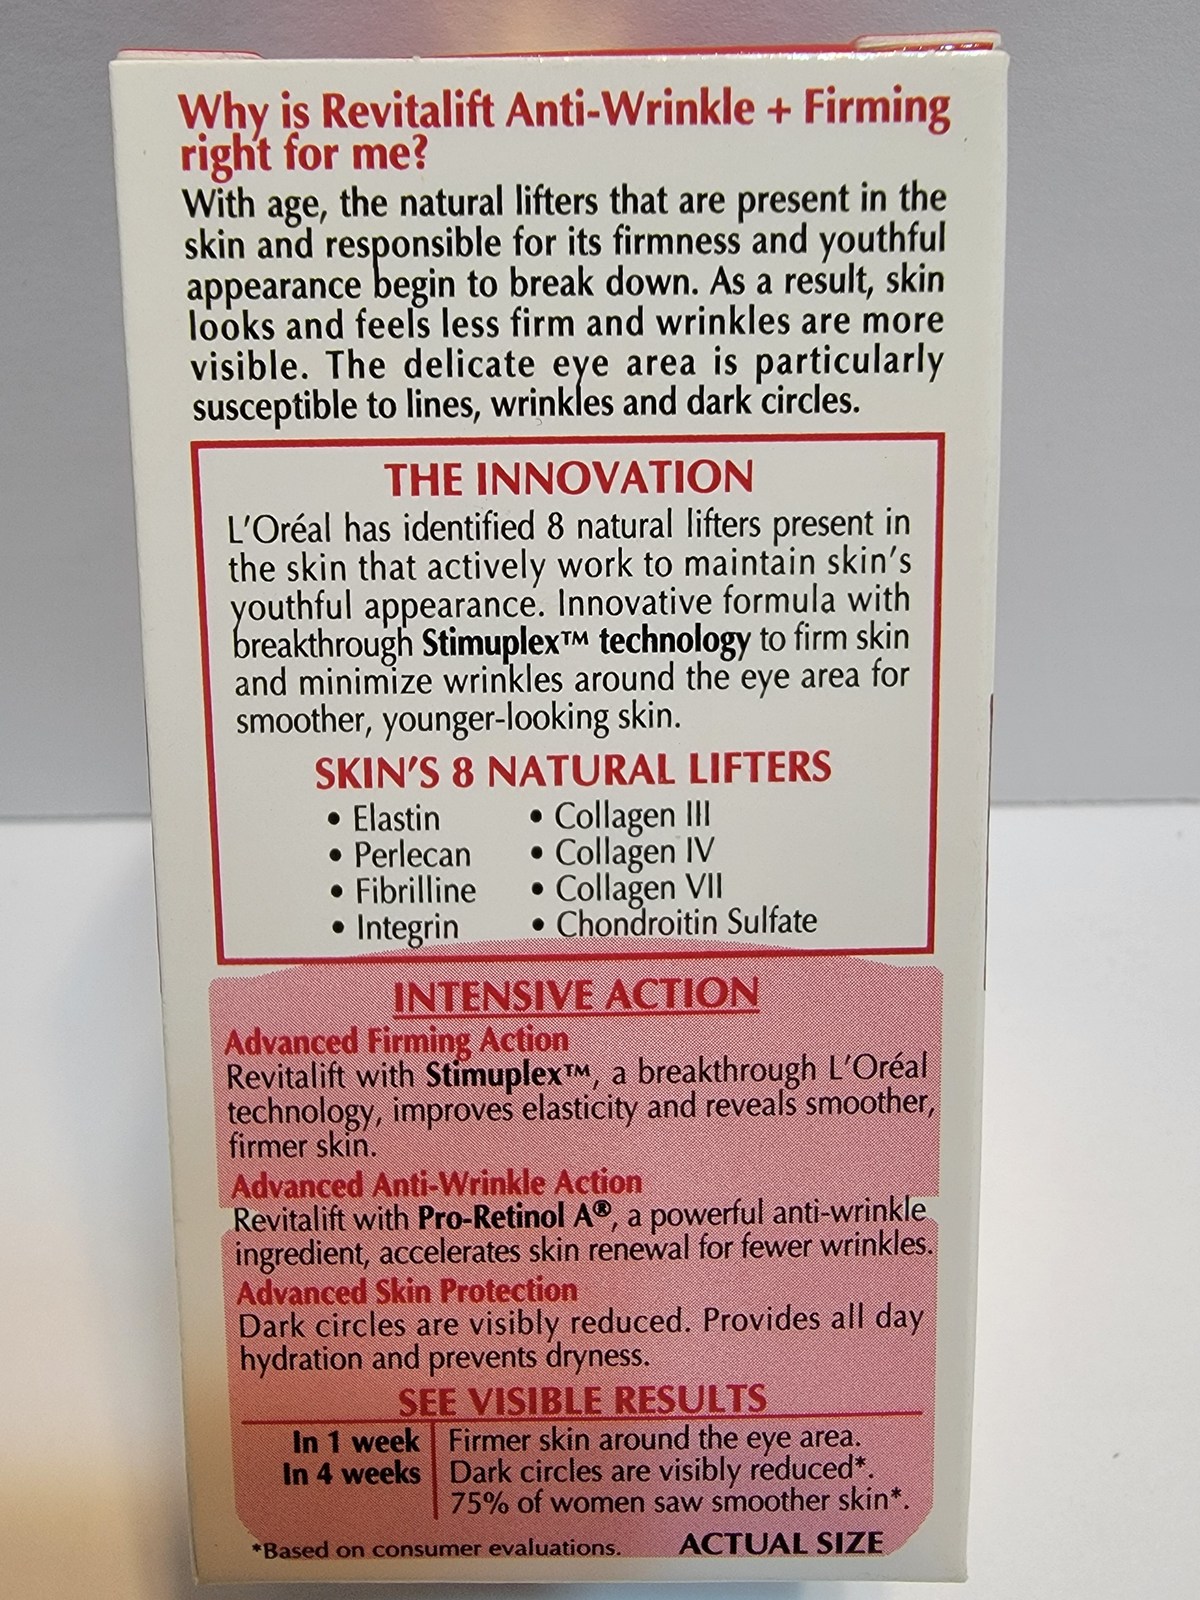 Why is Revitalift Anti-Wrinkle + Firming
right for me?
With age, the natural lifters that are present in the
skin and responsible for its firmness and youthful
appearance begin to break down. As a result, skin
looks and feels less firm and wrinkles are more
visible. The delicate eye area is particularly
susceptible to lines, wrinkles and dark circles.
THE INNOVATION
L'Oréal has identified 8 natural lifters present in
the skin that actively work to maintain skin's
youthful appearance. Innovative formula with
breakthrough Stimuplex™ technology to firm skin
and minimize wrinkles around the eye area for
smoother, younger-looking skin.
SKIN'S 8 NATURAL LIFTERS
• Elastin • Collagen III
• Perlecan • Collagen IV
• Fibrilline • Collagen VII
• Integrin • Chondroitin Sulfate
INTENSIVE ACTION
Advanced Firming Action
Revitalift with Stimuplex™, a breakthrough L'Oréal
technology, improves elasticity and reveals smoother,
firmer skin.
Advanced Anti-Wrinkle Action
Revitalift with Pro-Retinol A®, a powerful anti-wrinkle
ingredient, accelerates skin renewal for fewer wrinkles.
Advanced Skin Protection
Dark circles are visibly reduced. Provides all day
hydration and prevents dryness.
SEE VISIBLE RESULTS
In 1 week Firmer skin around the eye area.
In 4 weeks Dark circles are visibly reduced*.
75% of women saw smoother skin*.
*Based on consumer evaluations. ACTUAL SIZE